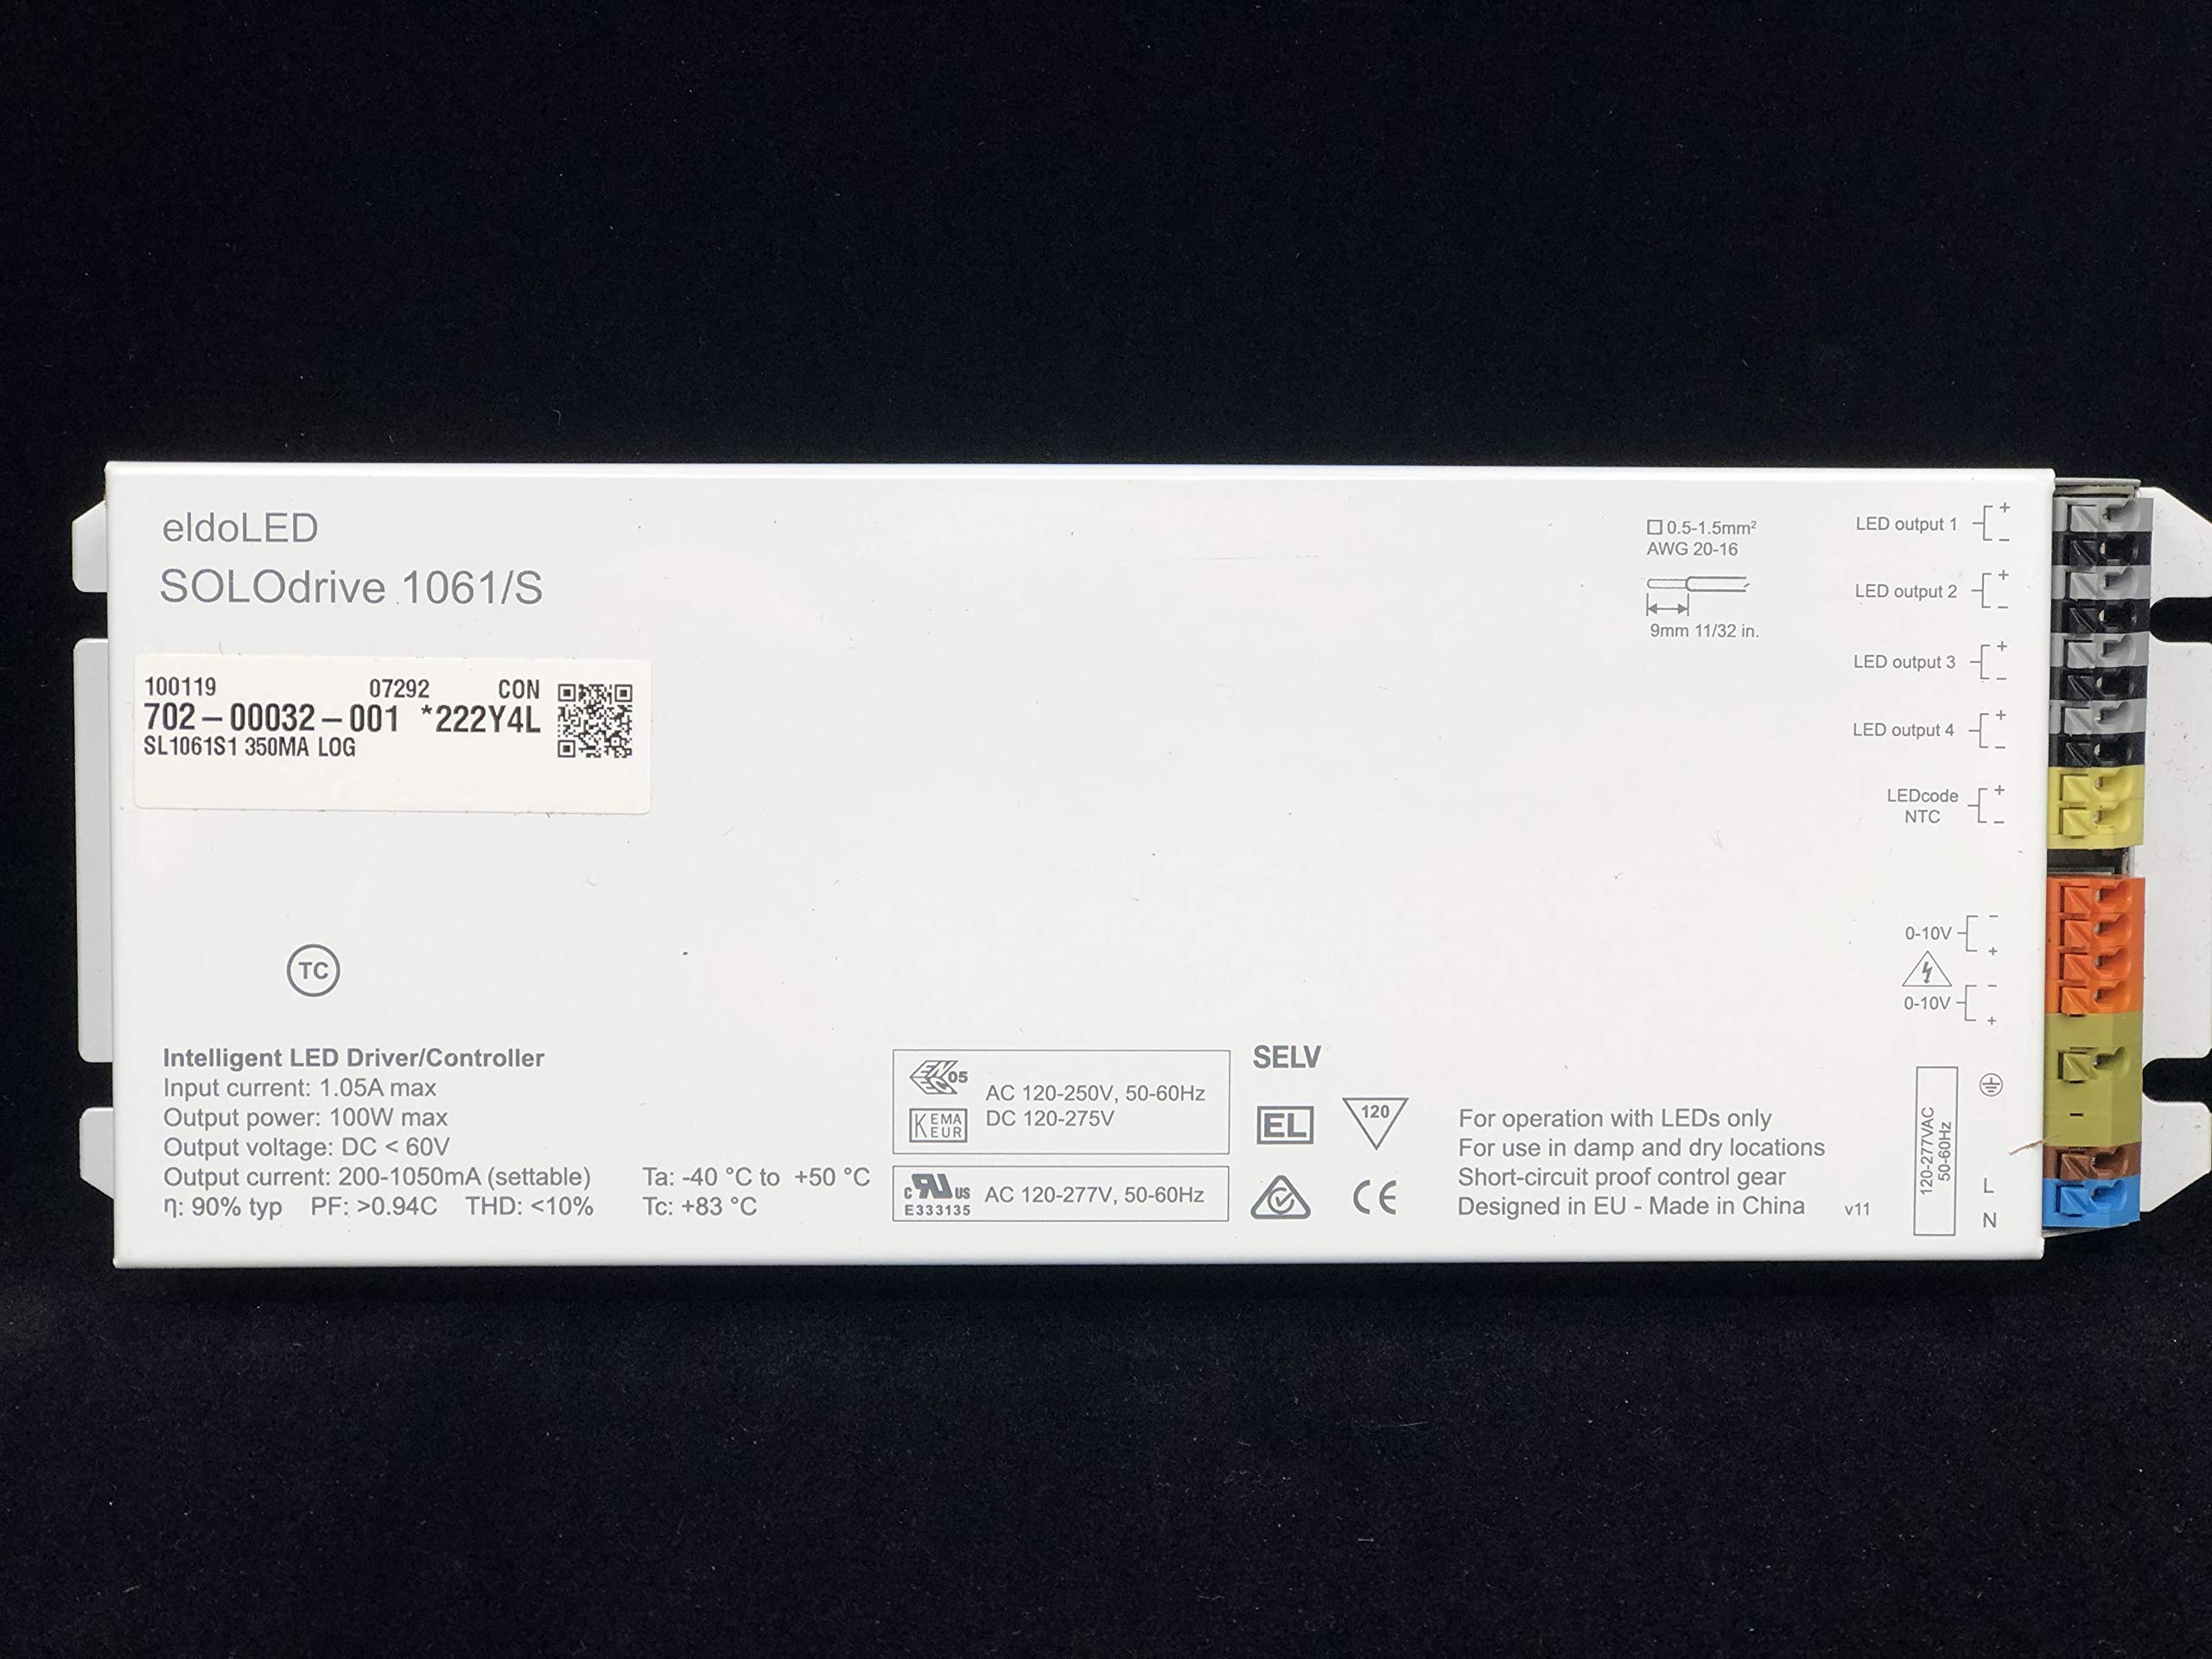 eldoLED
SOLOdrive 1061/S
100119 07292 CON
702-00032-001 *222Y4L
SL1061S1 350MA LOG
TC
Intelligent LED Driver/Controller
Input current: 1.05A max
Output power: 100W max
Output voltage: DC < 60V
Output current: 200-1050mA (settable) Ta: -40 °C to +50 °C
η: 90% typ PF: >0.94C THD: <10% Tc: +83 °C
05
KEMA
EUR
AC 120-250V, 50-60Hz
DC 120-275V
c RU US
E333135
AC 120-277V, 50-60Hz
SELV
EL
120
CE
For operation with LEDs only
For use in damp and dry locations
Short-circuit proof control gear
Designed in EU - Made in China v11
0.5-1.5mm²
AWG 20-16
9mm 11/32 in.
LED output 1 + -
LED output 2 + -
LED output 3 + -
LED output 4 + -
LEDcode + -
NTC
0-10V - +
0-10V - +
120-277VAC
50-60Hz
L
N